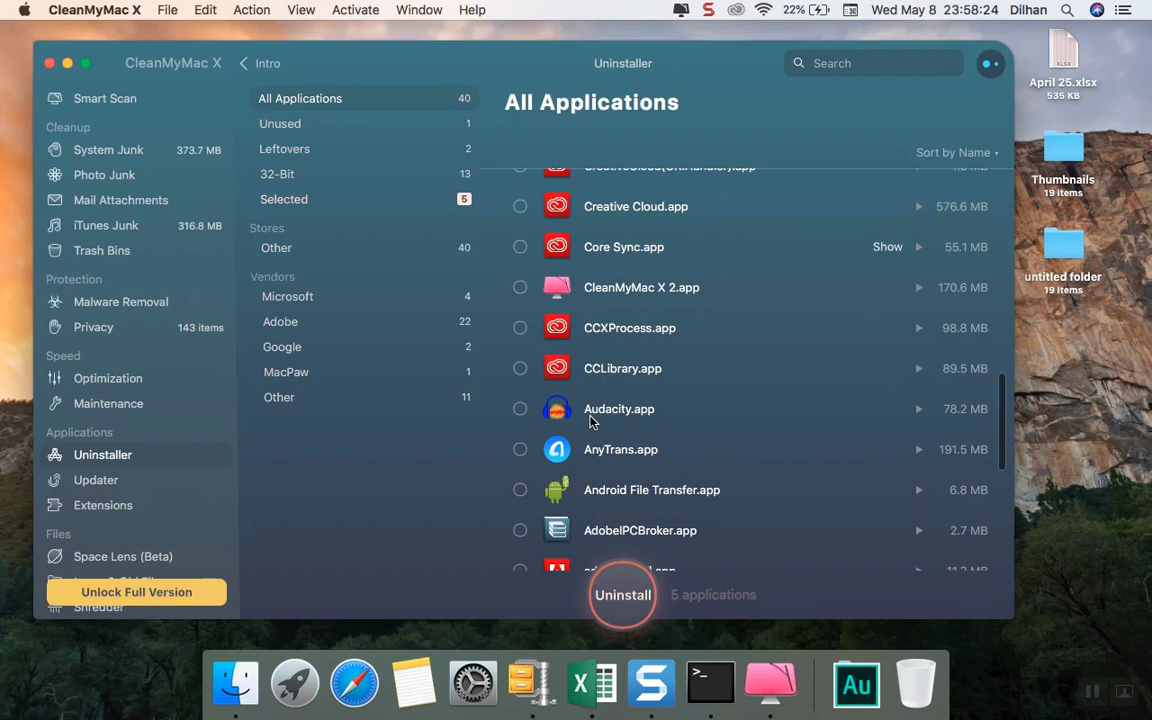 CleanMyMac X File Edit Action View Activate Window Help 22% Wed May 8 23:58:24 Dilhan
CleanMyMac X
Intro
Uninstaller
Search
Smart Scan
Cleanup
System Junk 373.7 MB
Photo Junk
Mail Attachments
iTunes Junk 316.8 MB
Trash Bins
Protection
Malware Removal
Privacy 143 items
Speed
Optimization
Maintenance
Applications
Uninstaller
Updater
Extensions
Files
Space Lens (Beta)
Unlock Full Version
Shredder
All Applications 40
Unused 1
Leftovers 2
32-Bit 13
Selected 5
Stores
Other 40
Vendors
Microsoft 4
Adobe 22
Google 2
MacPaw 1
Other 11
All Applications
Sort by Name
Creative Cloud.app 576.6 MB
Core Sync.app Show 55.1 MB
CleanMyMac X 2.app 170.6 MB
CCXProcess.app 98.8 MB
CCLibrary.app 89.5 MB
Audacity.app 78.2 MB
AnyTrans.app 191.5 MB
Android File Transfer.app 6.8 MB
AdobeIPCBroker.app 2.7 MB
Uninstall 5 applications
XLSX
April 25.xlsx
535 KB
Thumbnails
19 items
untitled folder
19 items
Au